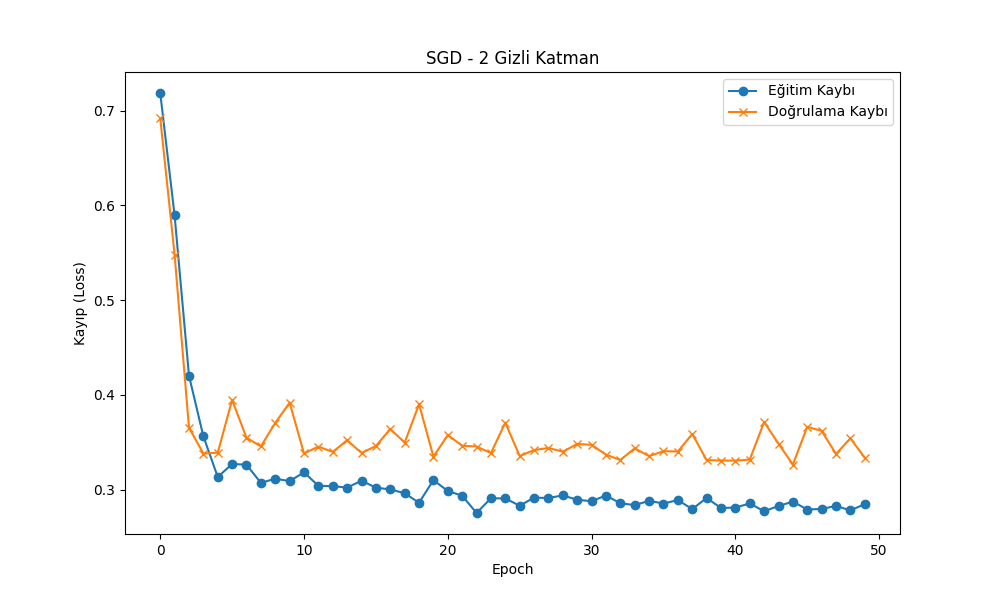 SGD - 2 Gizli Katman
Eğitim Kaybı
Doğrulama Kaybı
Kayıp (Loss)
0.7
0.6
0.5
0.4
0.3
0
10
20
30
40
50
Epoch